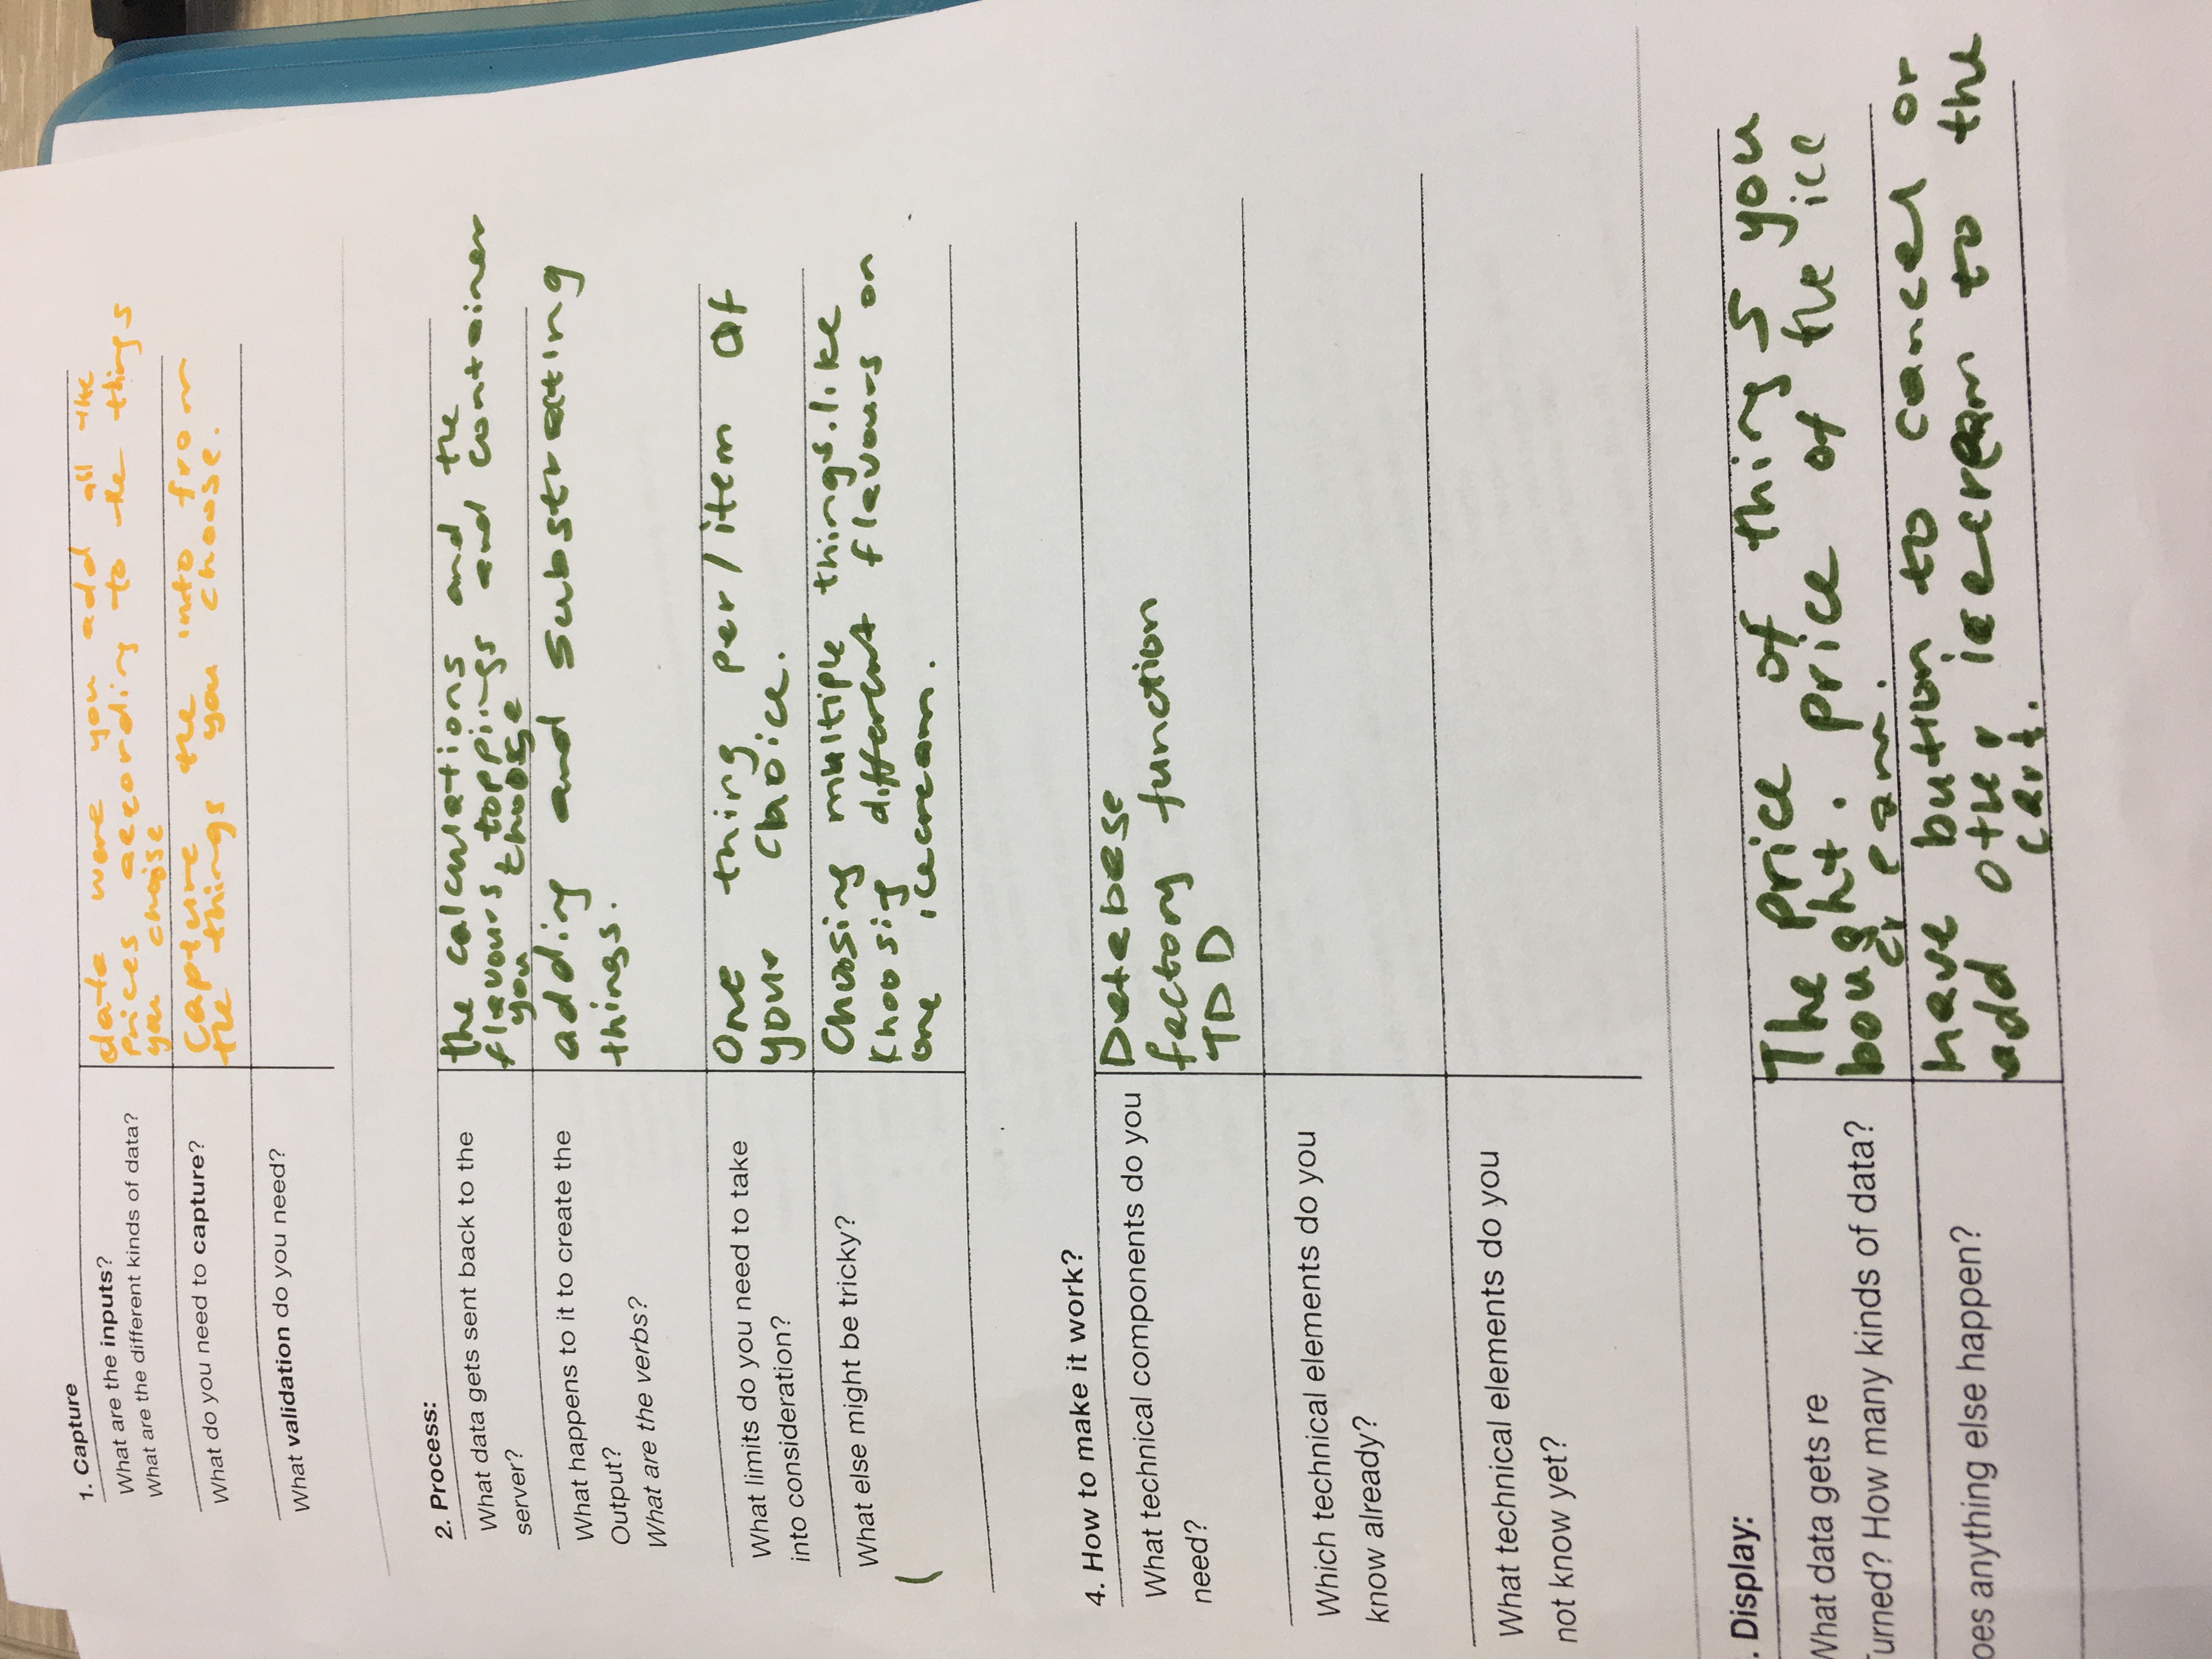 1. Capture
What are the inputs?
What are the different kinds of data?
data were you add all the
prices according to the things
you choise
What do you need to capture?
capture the info from
the things you choose.
What validation do you need?
2. Process:
What data gets sent back to the
server?
the calculations and the
flavours, toppings and container
you choose
What happens to it to create the
Output?
What are the verbs?
adding and substracting
things.
What limits do you need to take
into consideration?
One thing per/item of
your choice.
What else might be tricky?
(
Choosing multiple things.like
khoosig different flavours on
one icecream.
4. How to make it work?
What technical components do you
need?
Database
factory function
TDD
Which technical elements do you
know already?
What technical elements do you
not know yet?
. Display:
What data gets re
turned? How many kinds of data?
The price of things you
bought. price of the ice
cream.
oes anything else happen?
have button to cancel or
add other icecream to the
cart.